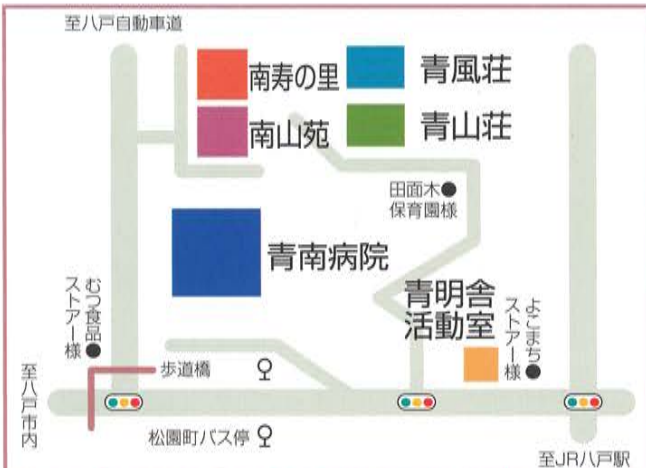 至八戸自動車道
南寿の里
青風荘
南山苑
青山荘
田面木
保育園様
青南病院
むつ食品
ストアー様
青明舎
活動室
よこまち
ストアー様
歩道橋
至八戸市内
松園町バス停
至JR八戸駅